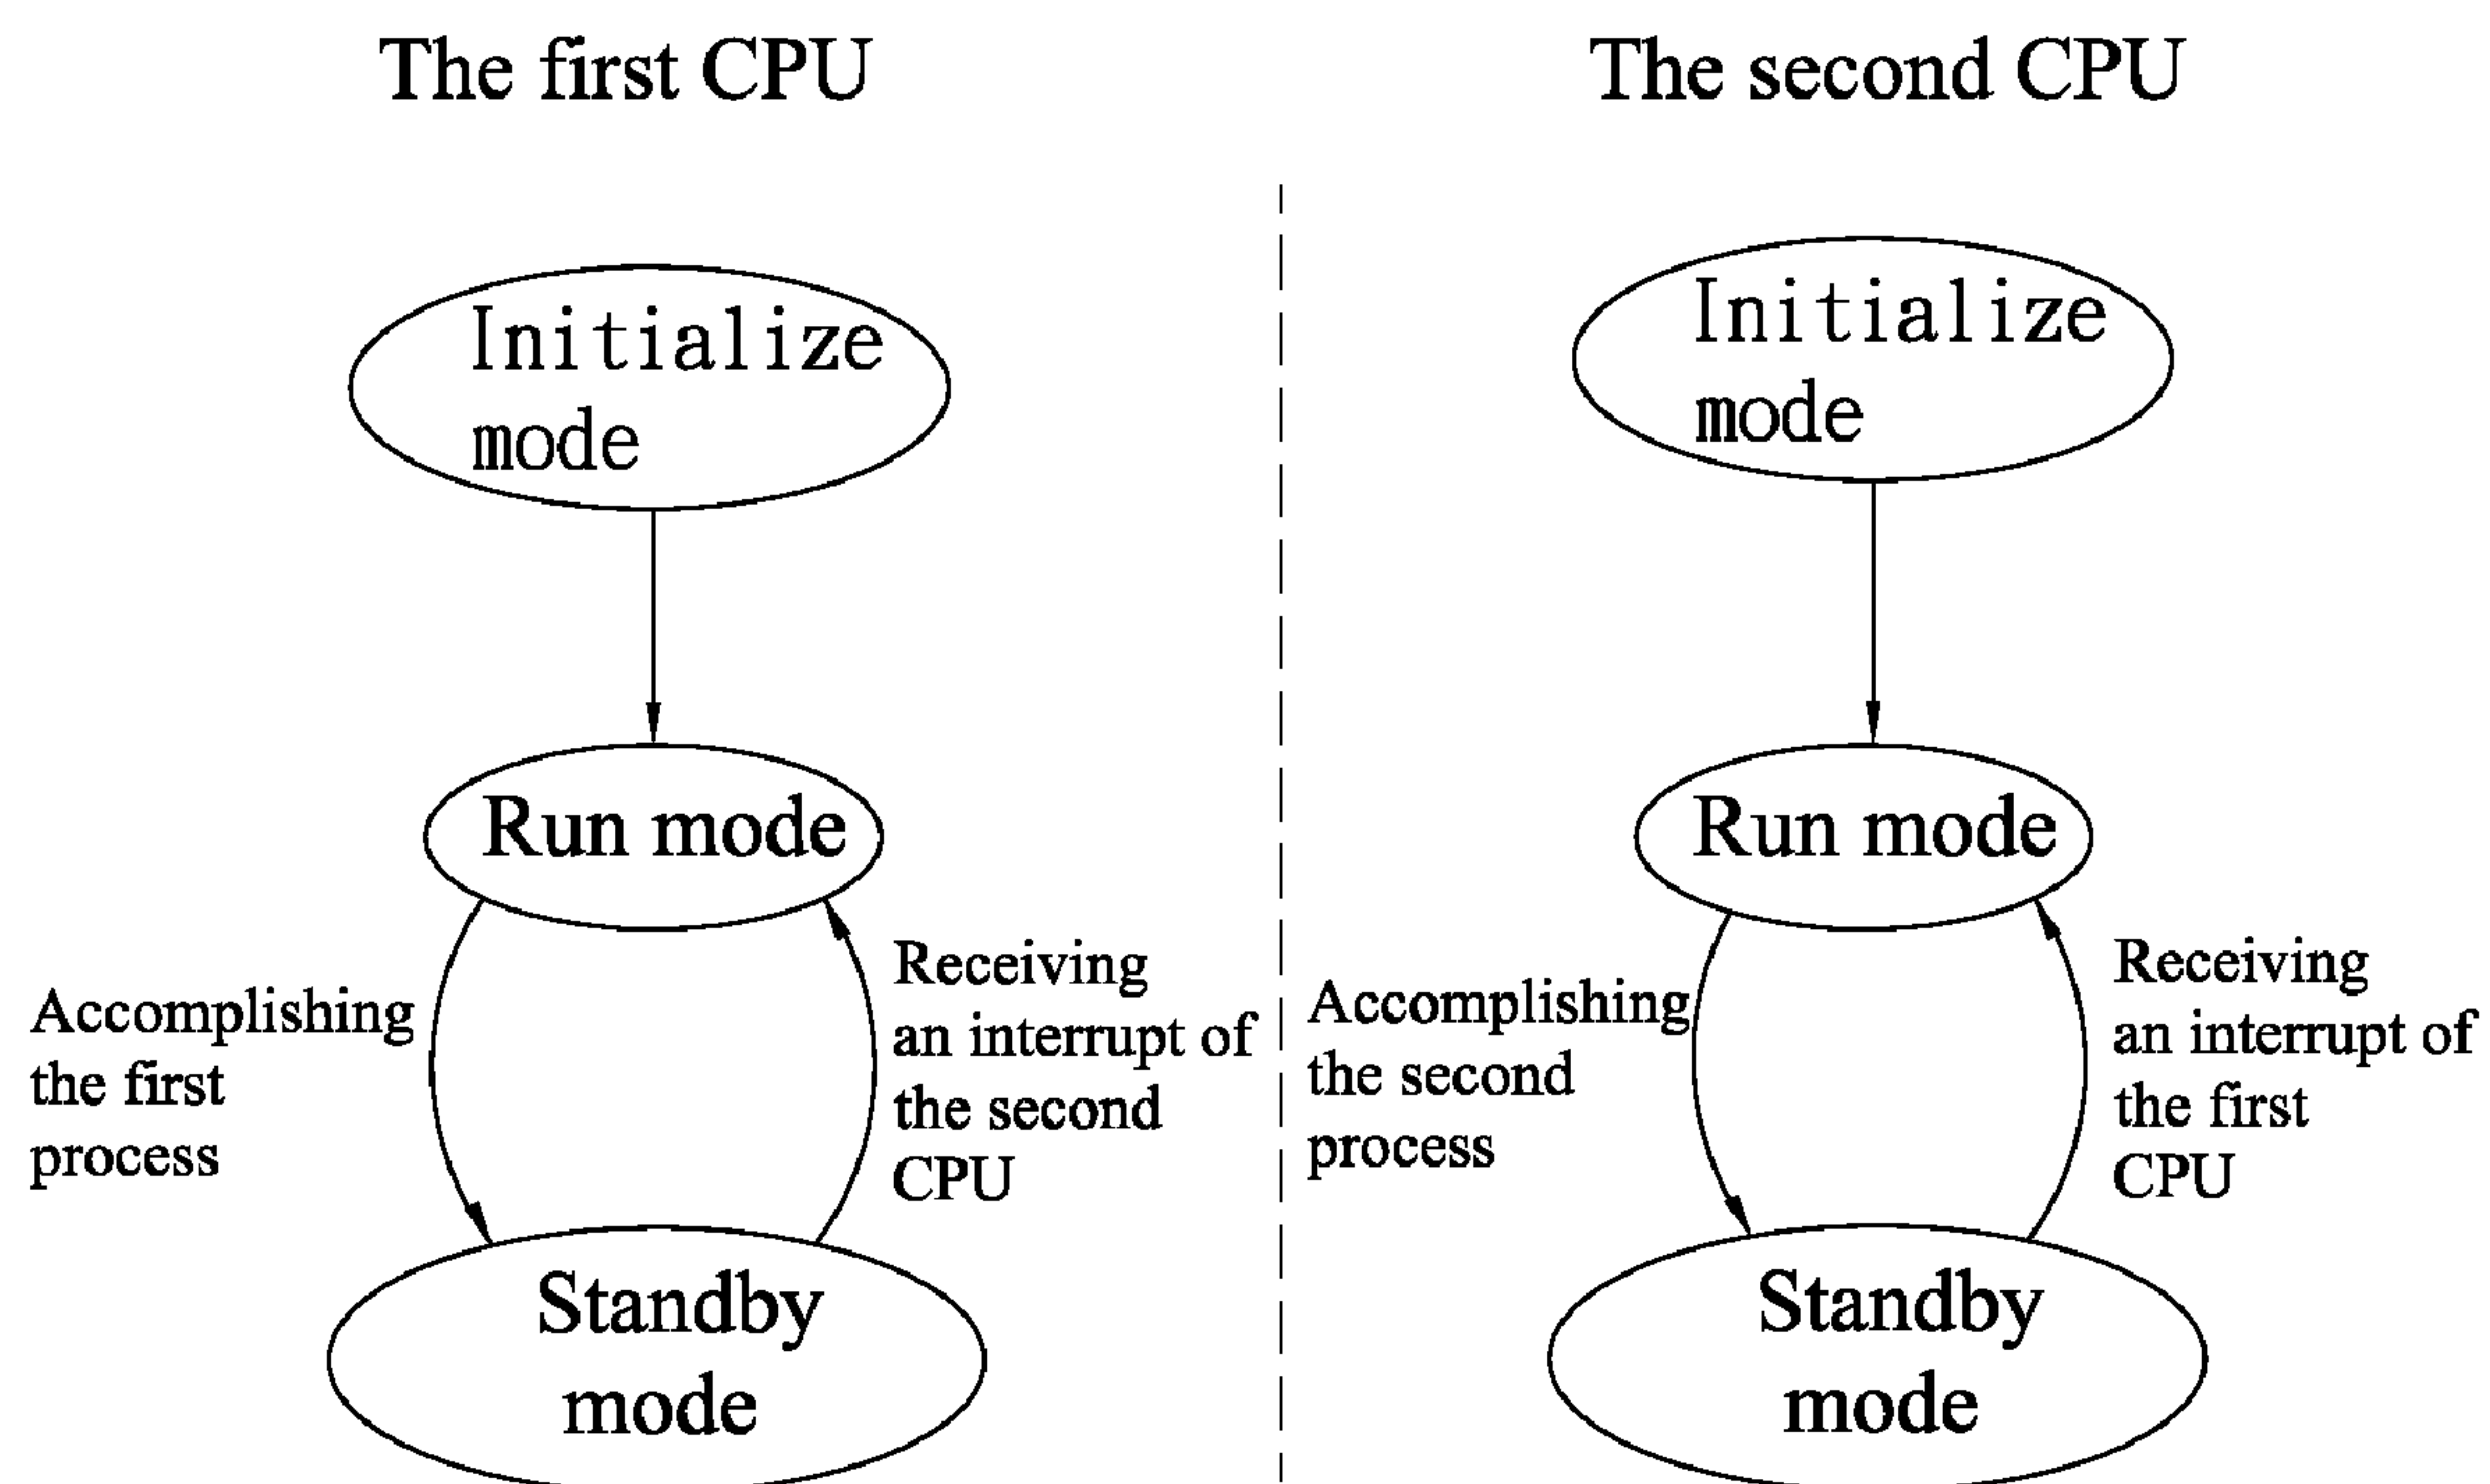 The first CPU
Initialize
mode
Run mode
Accomplishing
the first
process
Receiving
an interrupt of
the second
CPU
Standby
mode
The second CPU
Initialize
mode
Run mode
Accomplishing
the second
process
Receiving
an interrupt of
the first
CPU
Standby
mode